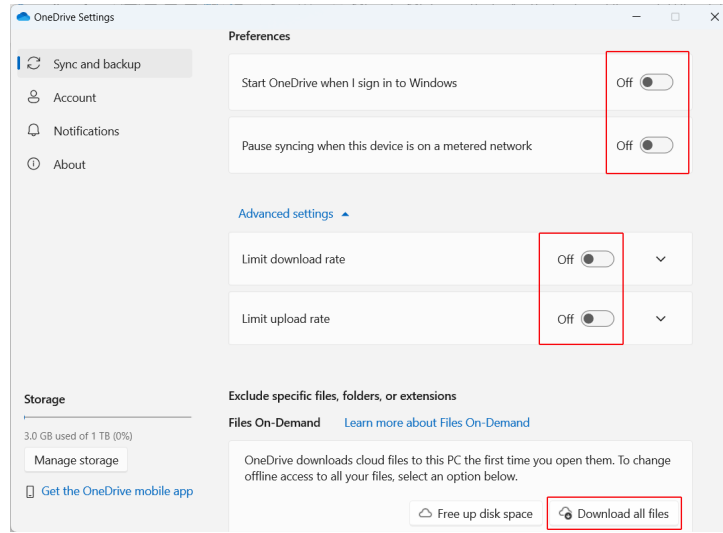 OneDrive Settings
Sync and backup
Account
Notifications
About
Storage
3.0 GB used of 1 TB (0%)
Manage storage
Get the OneDrive mobile app
Preferences
Start OneDrive when I sign in to Windows
Off
Pause syncing when this device is on a metered network
Off
Advanced settings
Limit download rate
Off
Limit upload rate
Off
Exclude specific files, folders, or extensions
Files On-Demand Learn more about Files On-Demand
OneDrive downloads cloud files to this PC the first time you open them. To change
offline access to all your files, select an option below.
Free up disk space
Download all files